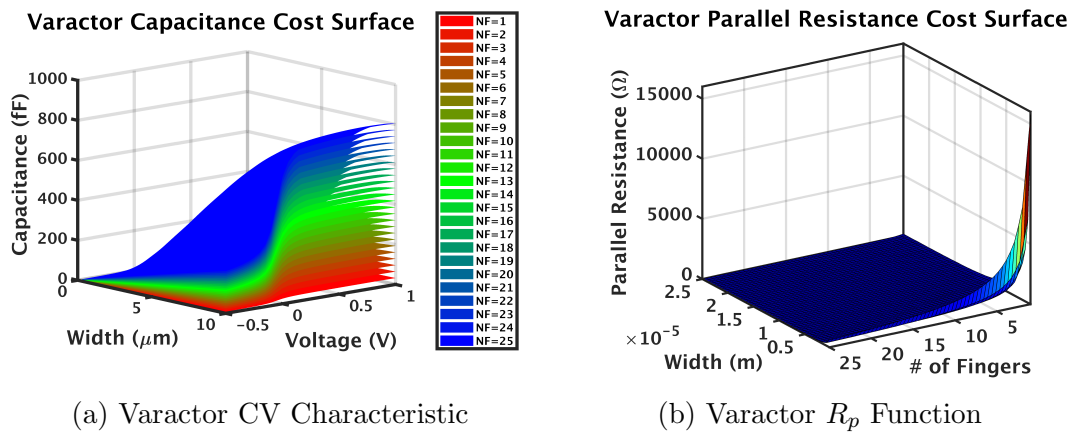 Varactor Capacitance Cost Surface
Capacitance (fF)
1000
800
600
400
200
0
0
5
10
Width (μm)
−0.5
0
0.5
1
Voltage (V)
NF=1
NF=2
NF=3
NF=4
NF=5
NF=6
NF=7
NF=8
NF=9
NF=10
NF=11
NF=12
NF=13
NF=14
NF=15
NF=16
NF=17
NF=18
NF=19
NF=20
NF=21
NF=22
NF=23
NF=24
NF=25
(a) Varactor CV Characteristic
Varactor Parallel Resistance Cost Surface
Parallel Resistance (Ω)
15000
10000
5000
0
2.5
2
1.5
1
0.5
×10⁻⁵
Width (m)
25
20
15
10
5
# of Fingers
(b) Varactor Rₚ Function